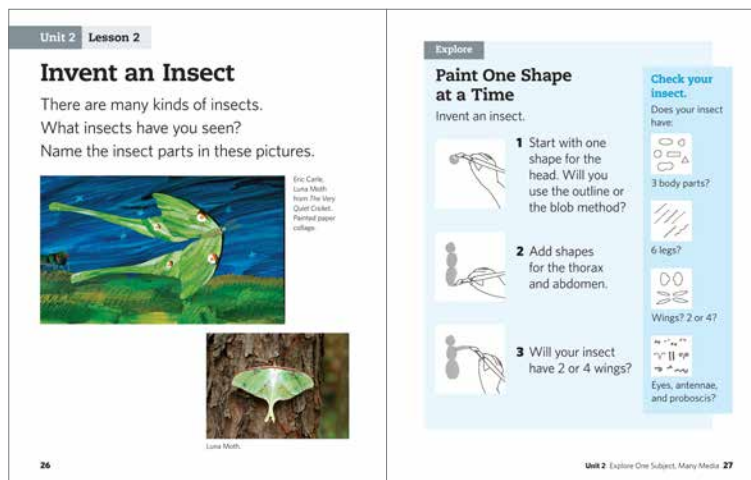 Unit 2 Lesson 2
Invent an Insect
There are many kinds of insects.
What insects have you seen?
Name the insect parts in these pictures.
Eric Carle,
Luna Moth
from The Very
Quiet Cricket.
Painted paper
collage.
Luna Moth.
26
Explore
Paint One Shape
at a Time
Invent an insect.
1 Start with one
shape for the
head. Will you
use the outline or
the blob method?
2 Add shapes
for the thorax
and abdomen.
3 Will your insect
have 2 or 4 wings?
Check your
insect.
Does your insect
have:
3 body parts?
6 legs?
Wings? 2 or 4?
Eyes, antennae,
and proboscis?
Unit 2 Explore One Subject, Many Media 27